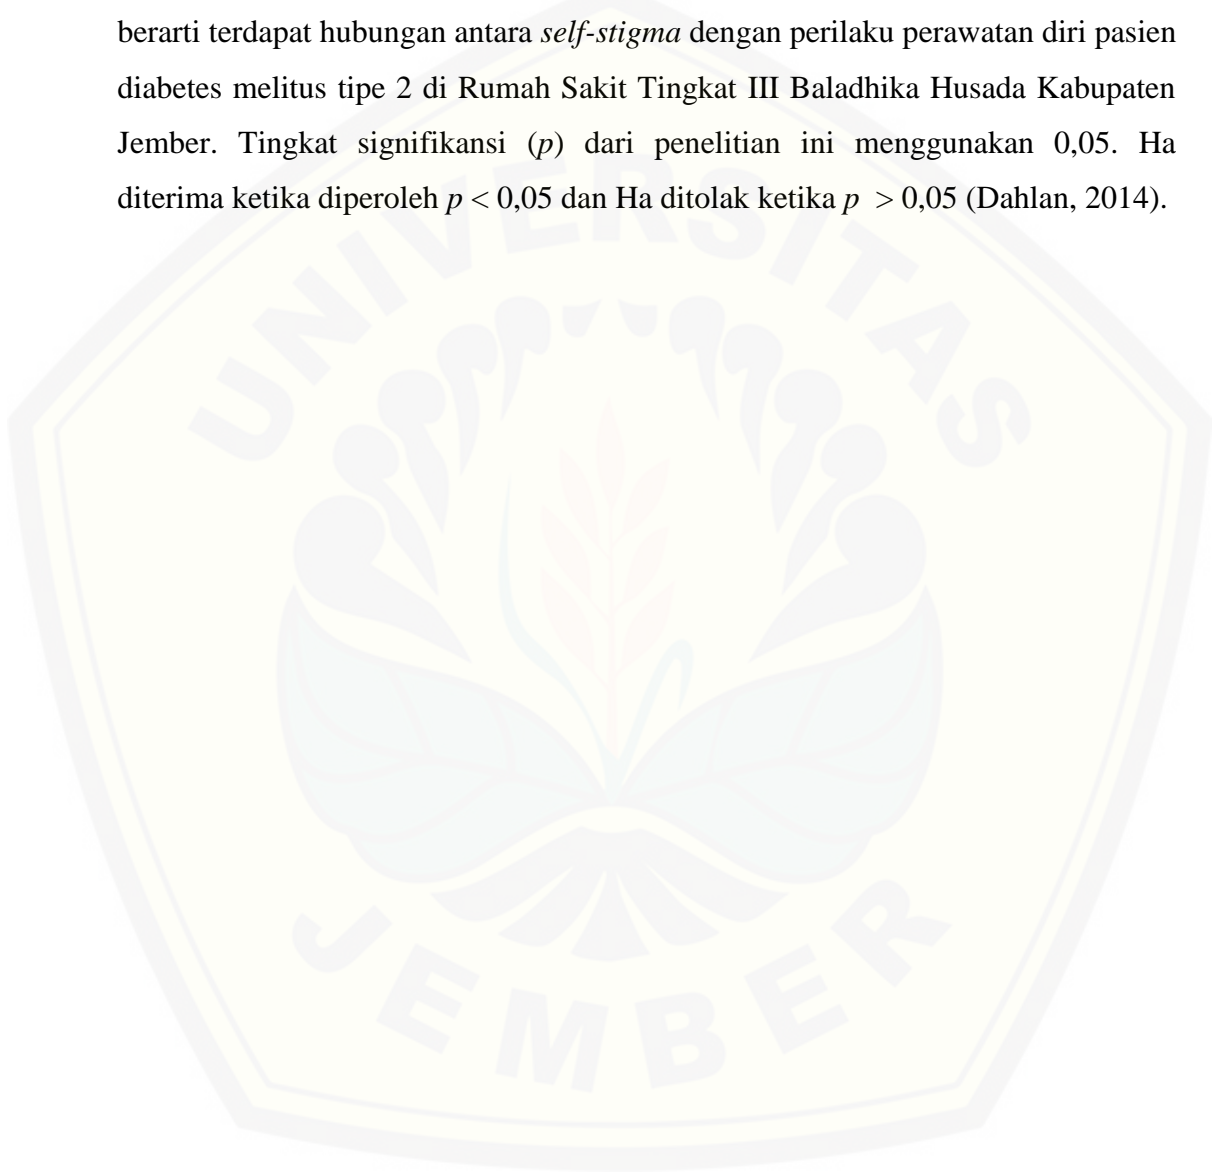 berarti terdapat hubungan antara self-stigma dengan perilaku perawatan diri pasien
diabetes melitus tipe 2 di Rumah Sakit Tingkat III Baladhika Husada Kabupaten
Jember. Tingkat signifikansi (p) dari penelitian ini menggunakan 0,05. Ha
diterima ketika diperoleh p < 0,05 dan Ha ditolak ketika p > 0,05 (Dahlan, 2014).
UNIVERSITAS
JEMBER